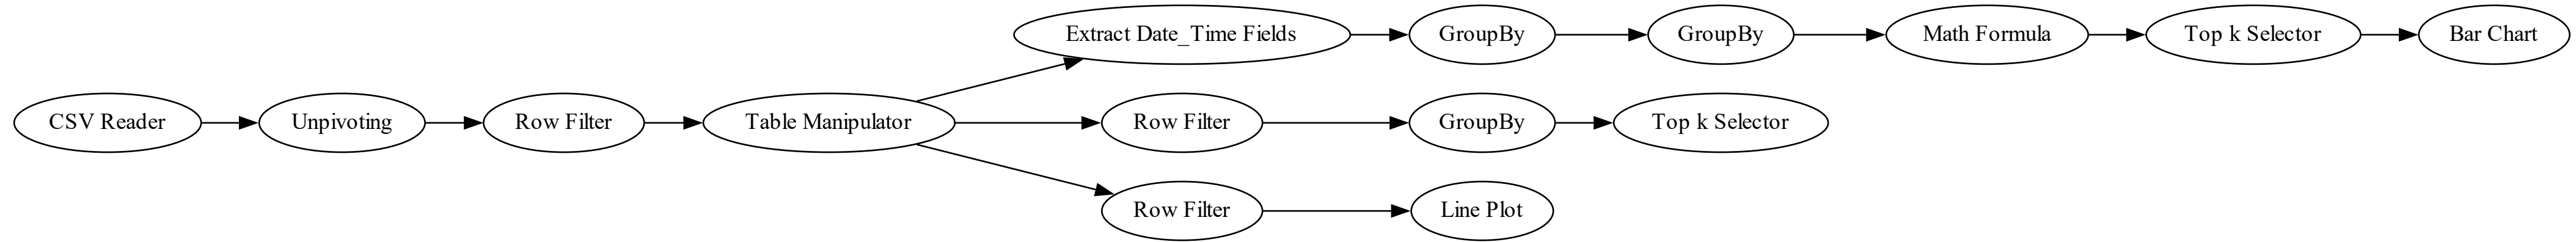 Extract Date_Time Fields
GroupBy
GroupBy
Math Formula
Top k Selector
Bar Chart
CSV Reader
Unpivoting
Row Filter
Table Manipulator
Row Filter
GroupBy
Top k Selector
Row Filter
Line Plot